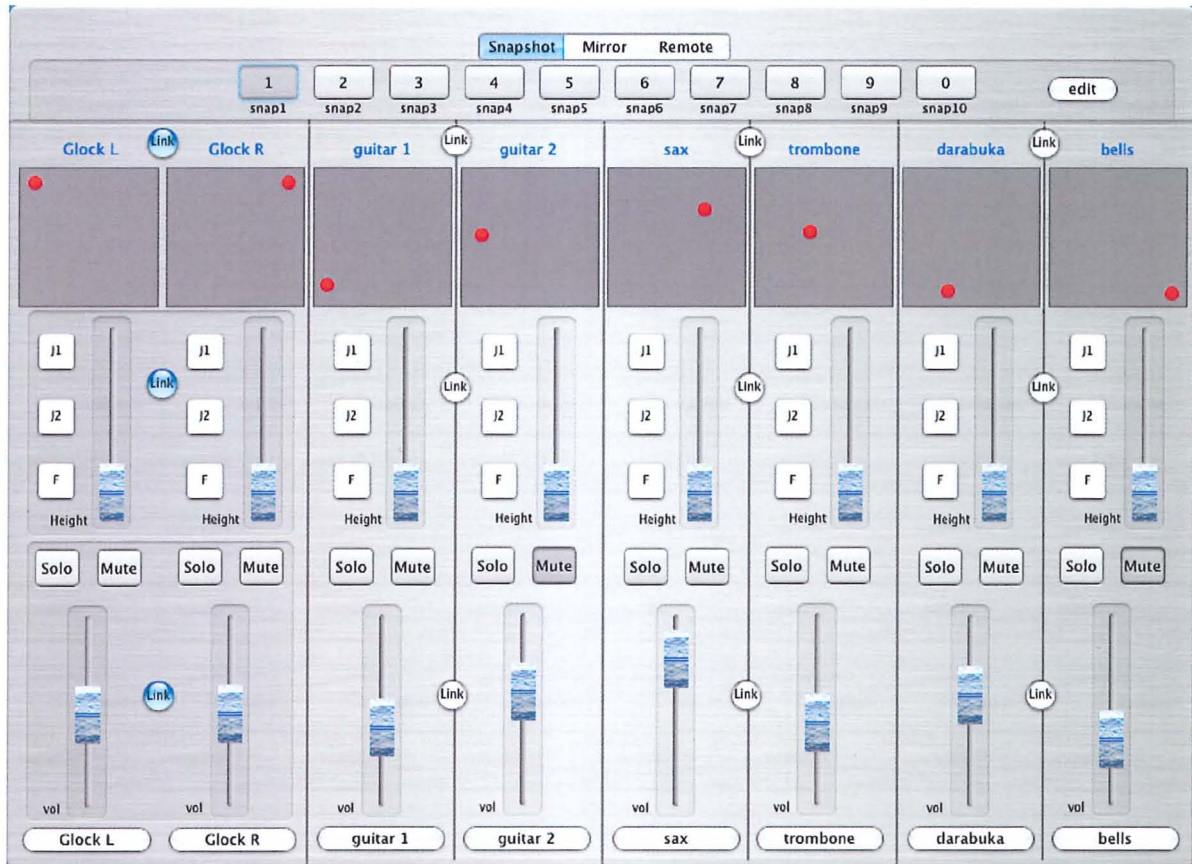 Snapshot Mirror Remote
1 2 3 4 5 6 7 8 9 0 edit
snap1 snap2 snap3 snap4 snap5 snap6 snap7 snap8 snap9 snap10
Glock L Link Glock R guitar 1 Link guitar 2 sax Link trombone darabuka Link bells
J1 J1 J1 J1 J1 J1 J1 J1
Link Link Link Link
J2 J2 J2 J2 J2 J2 J2 J2
F F F F F F F F
Height Height Height Height Height Height Height Height
Solo Mute Solo Mute Solo Mute Solo Mute Solo Mute Solo Mute Solo Mute Solo Mute
Link Link Link Link
vol vol vol vol vol vol vol vol
Glock L Glock R guitar 1 guitar 2 sax trombone darabuka bells